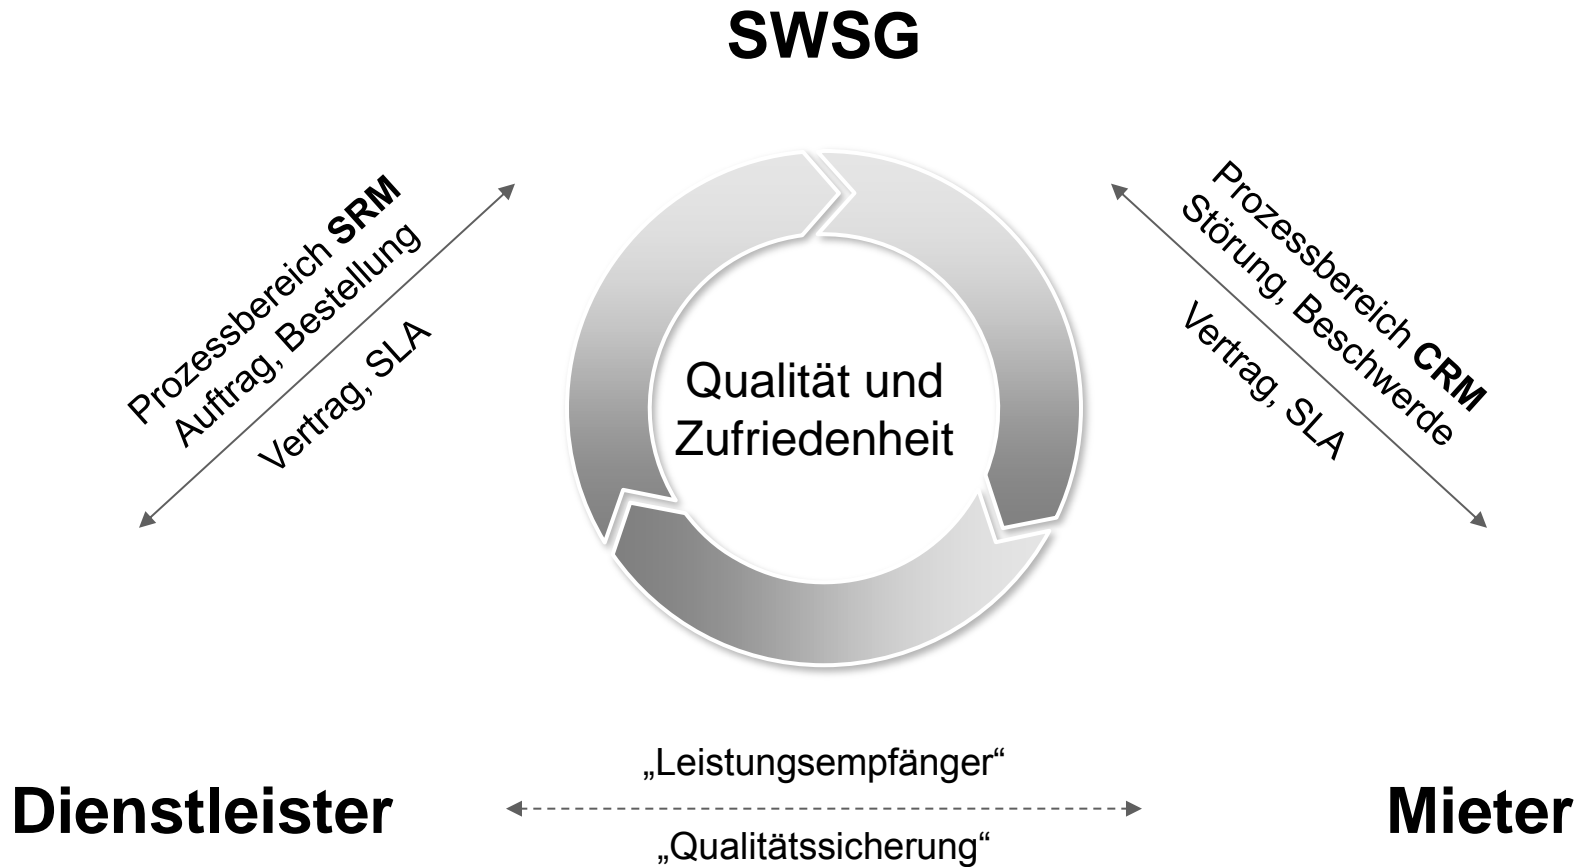 SWSG
Prozessbereich SRM
Auftrag, Bestellung
Vertrag, SLA
Prozessbereich CRM
Störung, Beschwerde
Vertrag, SLA
Qualität und
Zufriedenheit
„Leistungsempfänger“
Dienstleister
Mieter
„Qualitätssicherung“